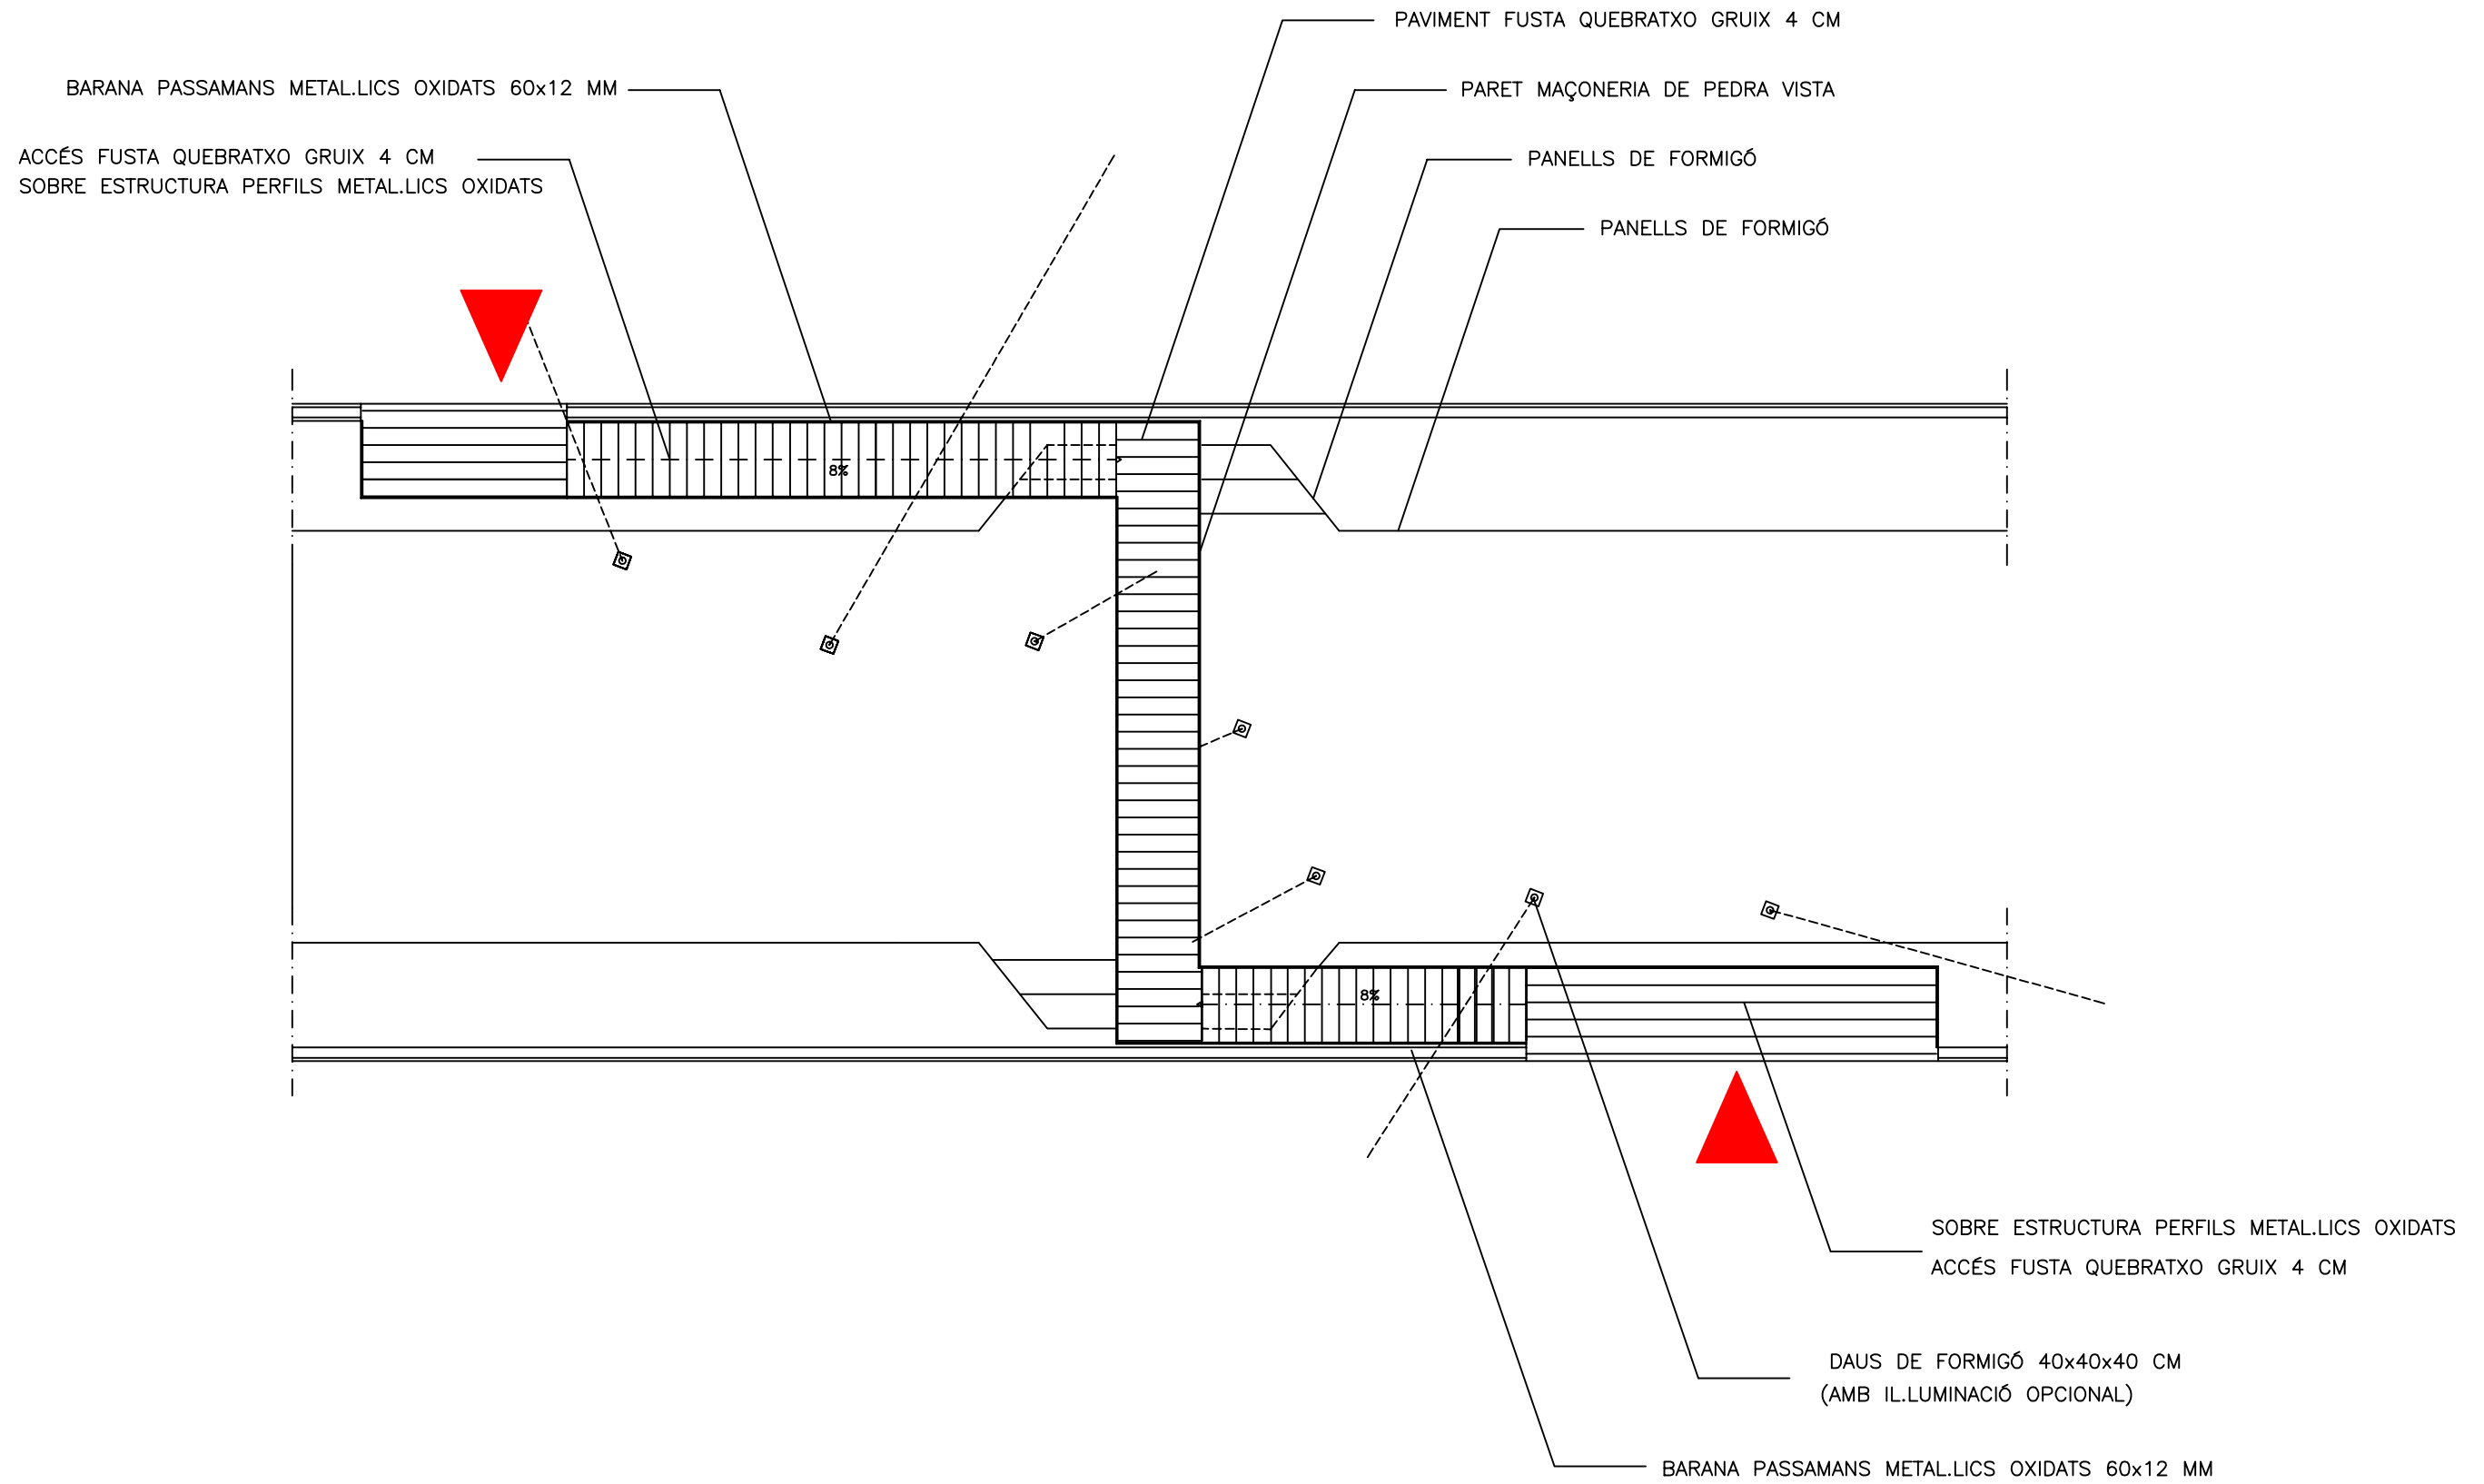 PAVIMENT FUSTA QUEBRATXO GRUIX 4 CM
BARANA PASSAMANS METAL.LICS OXIDATS 60x12 MM
PARET MAÇONERIA DE PEDRA VISTA
ACCÉS FUSTA QUEBRATXO GRUIX 4 CM
SOBRE ESTRUCTURA PERFILS METAL.LICS OXIDATS
PANELLS DE FORMIGÓ
PANELLS DE FORMIGÓ
8%
8%
SOBRE ESTRUCTURA PERFILS METAL.LICS OXIDATS
ACCÉS FUSTA QUEBRATXO GRUIX 4 CM
DAUS DE FORMIGÓ 40x40x40 CM
(AMB IL.LUMINACIÓ OPCIONAL)
BARANA PASSAMANS METAL.LICS OXIDATS 60x12 MM